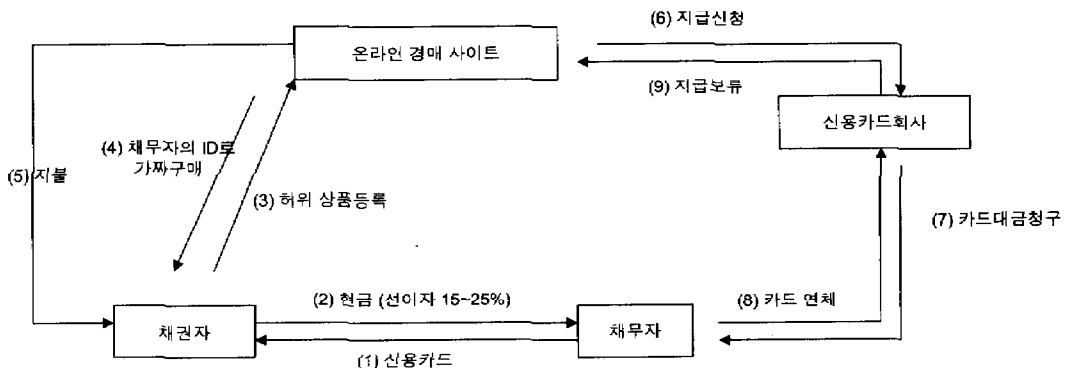 (6) 지급신청
온라인 경매 사이트
(9) 지급보류
신용카드회사
(4) 채무자의 ID로
가짜구매
(5) 지불
(3) 허위 상품등록
(7) 카드대금청구
(2) 현금 (선이자 15~25%)
(8) 카드 연체
채권자
채무자
(1) 신용카드